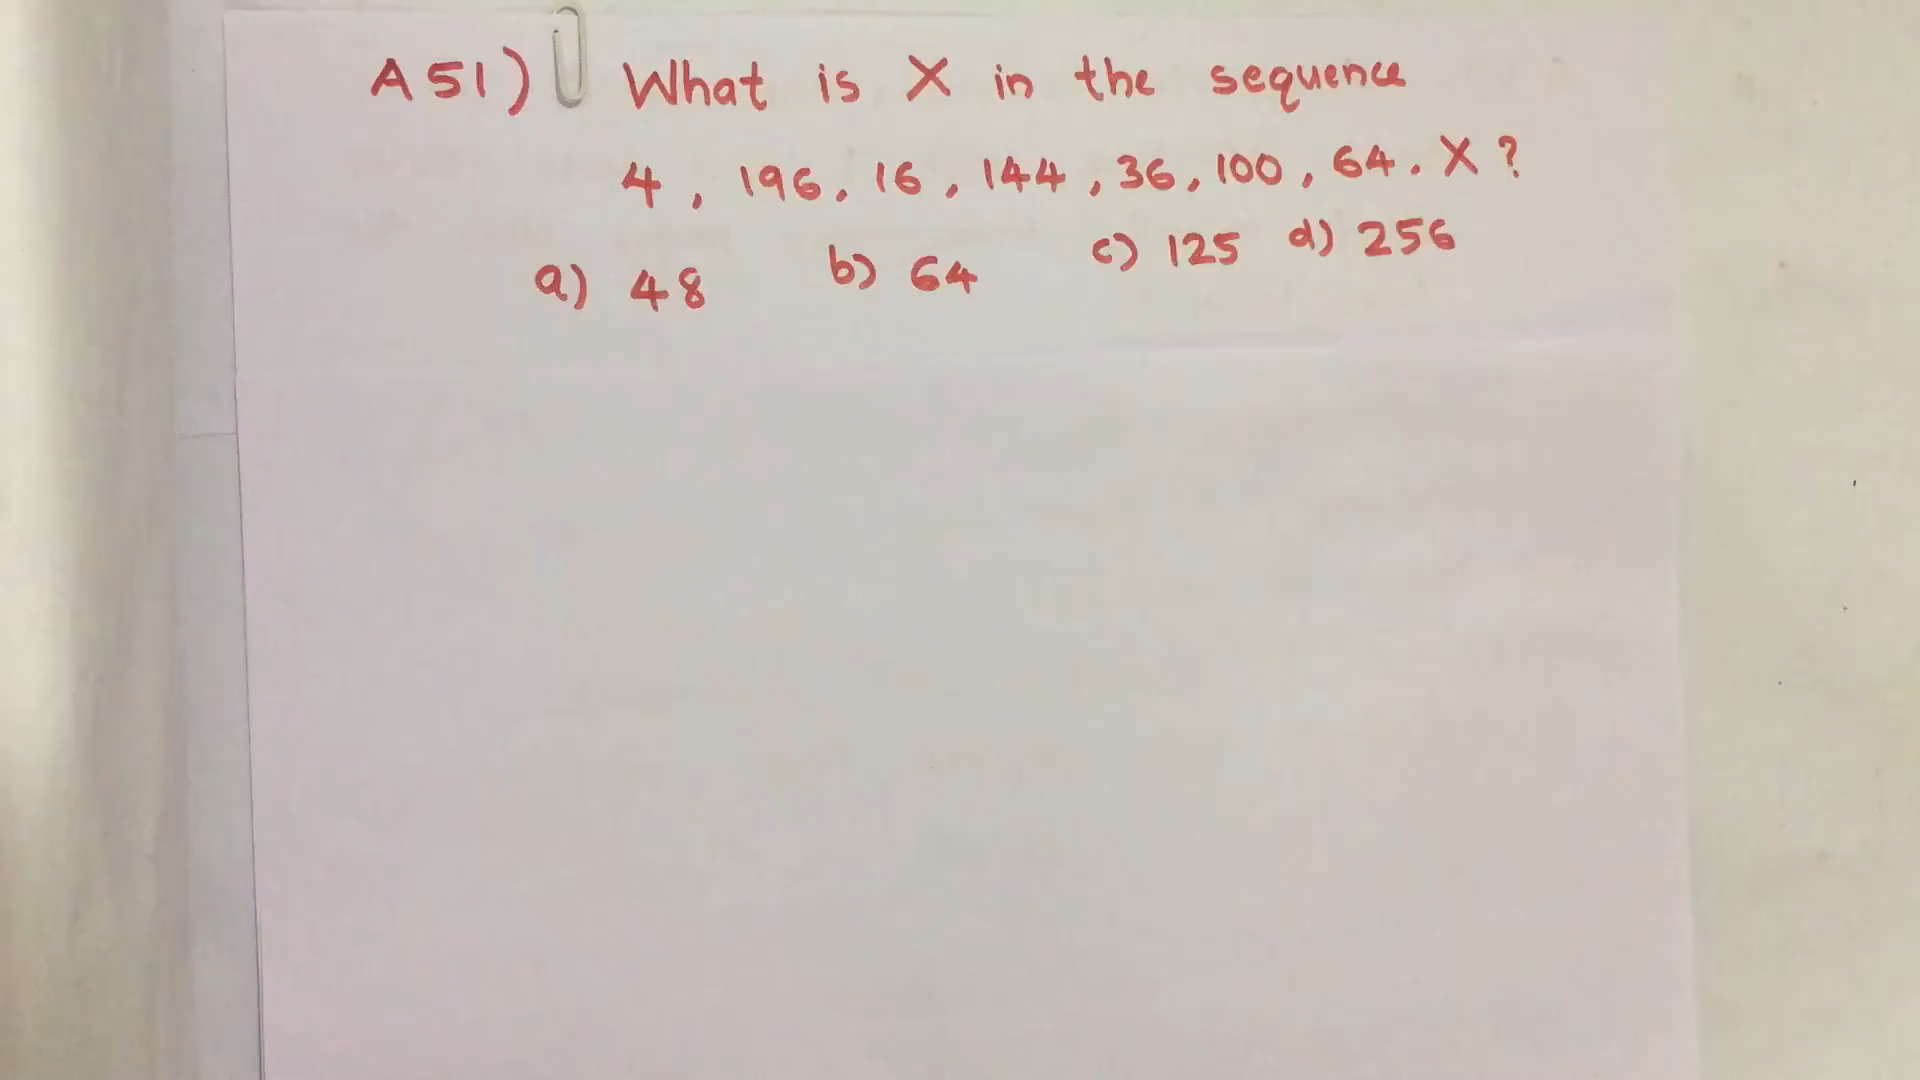 A51) What is X in the sequence
4, 196, 16, 144, 36, 100, 64. X?
a) 48 b) 64 c) 125 d) 256